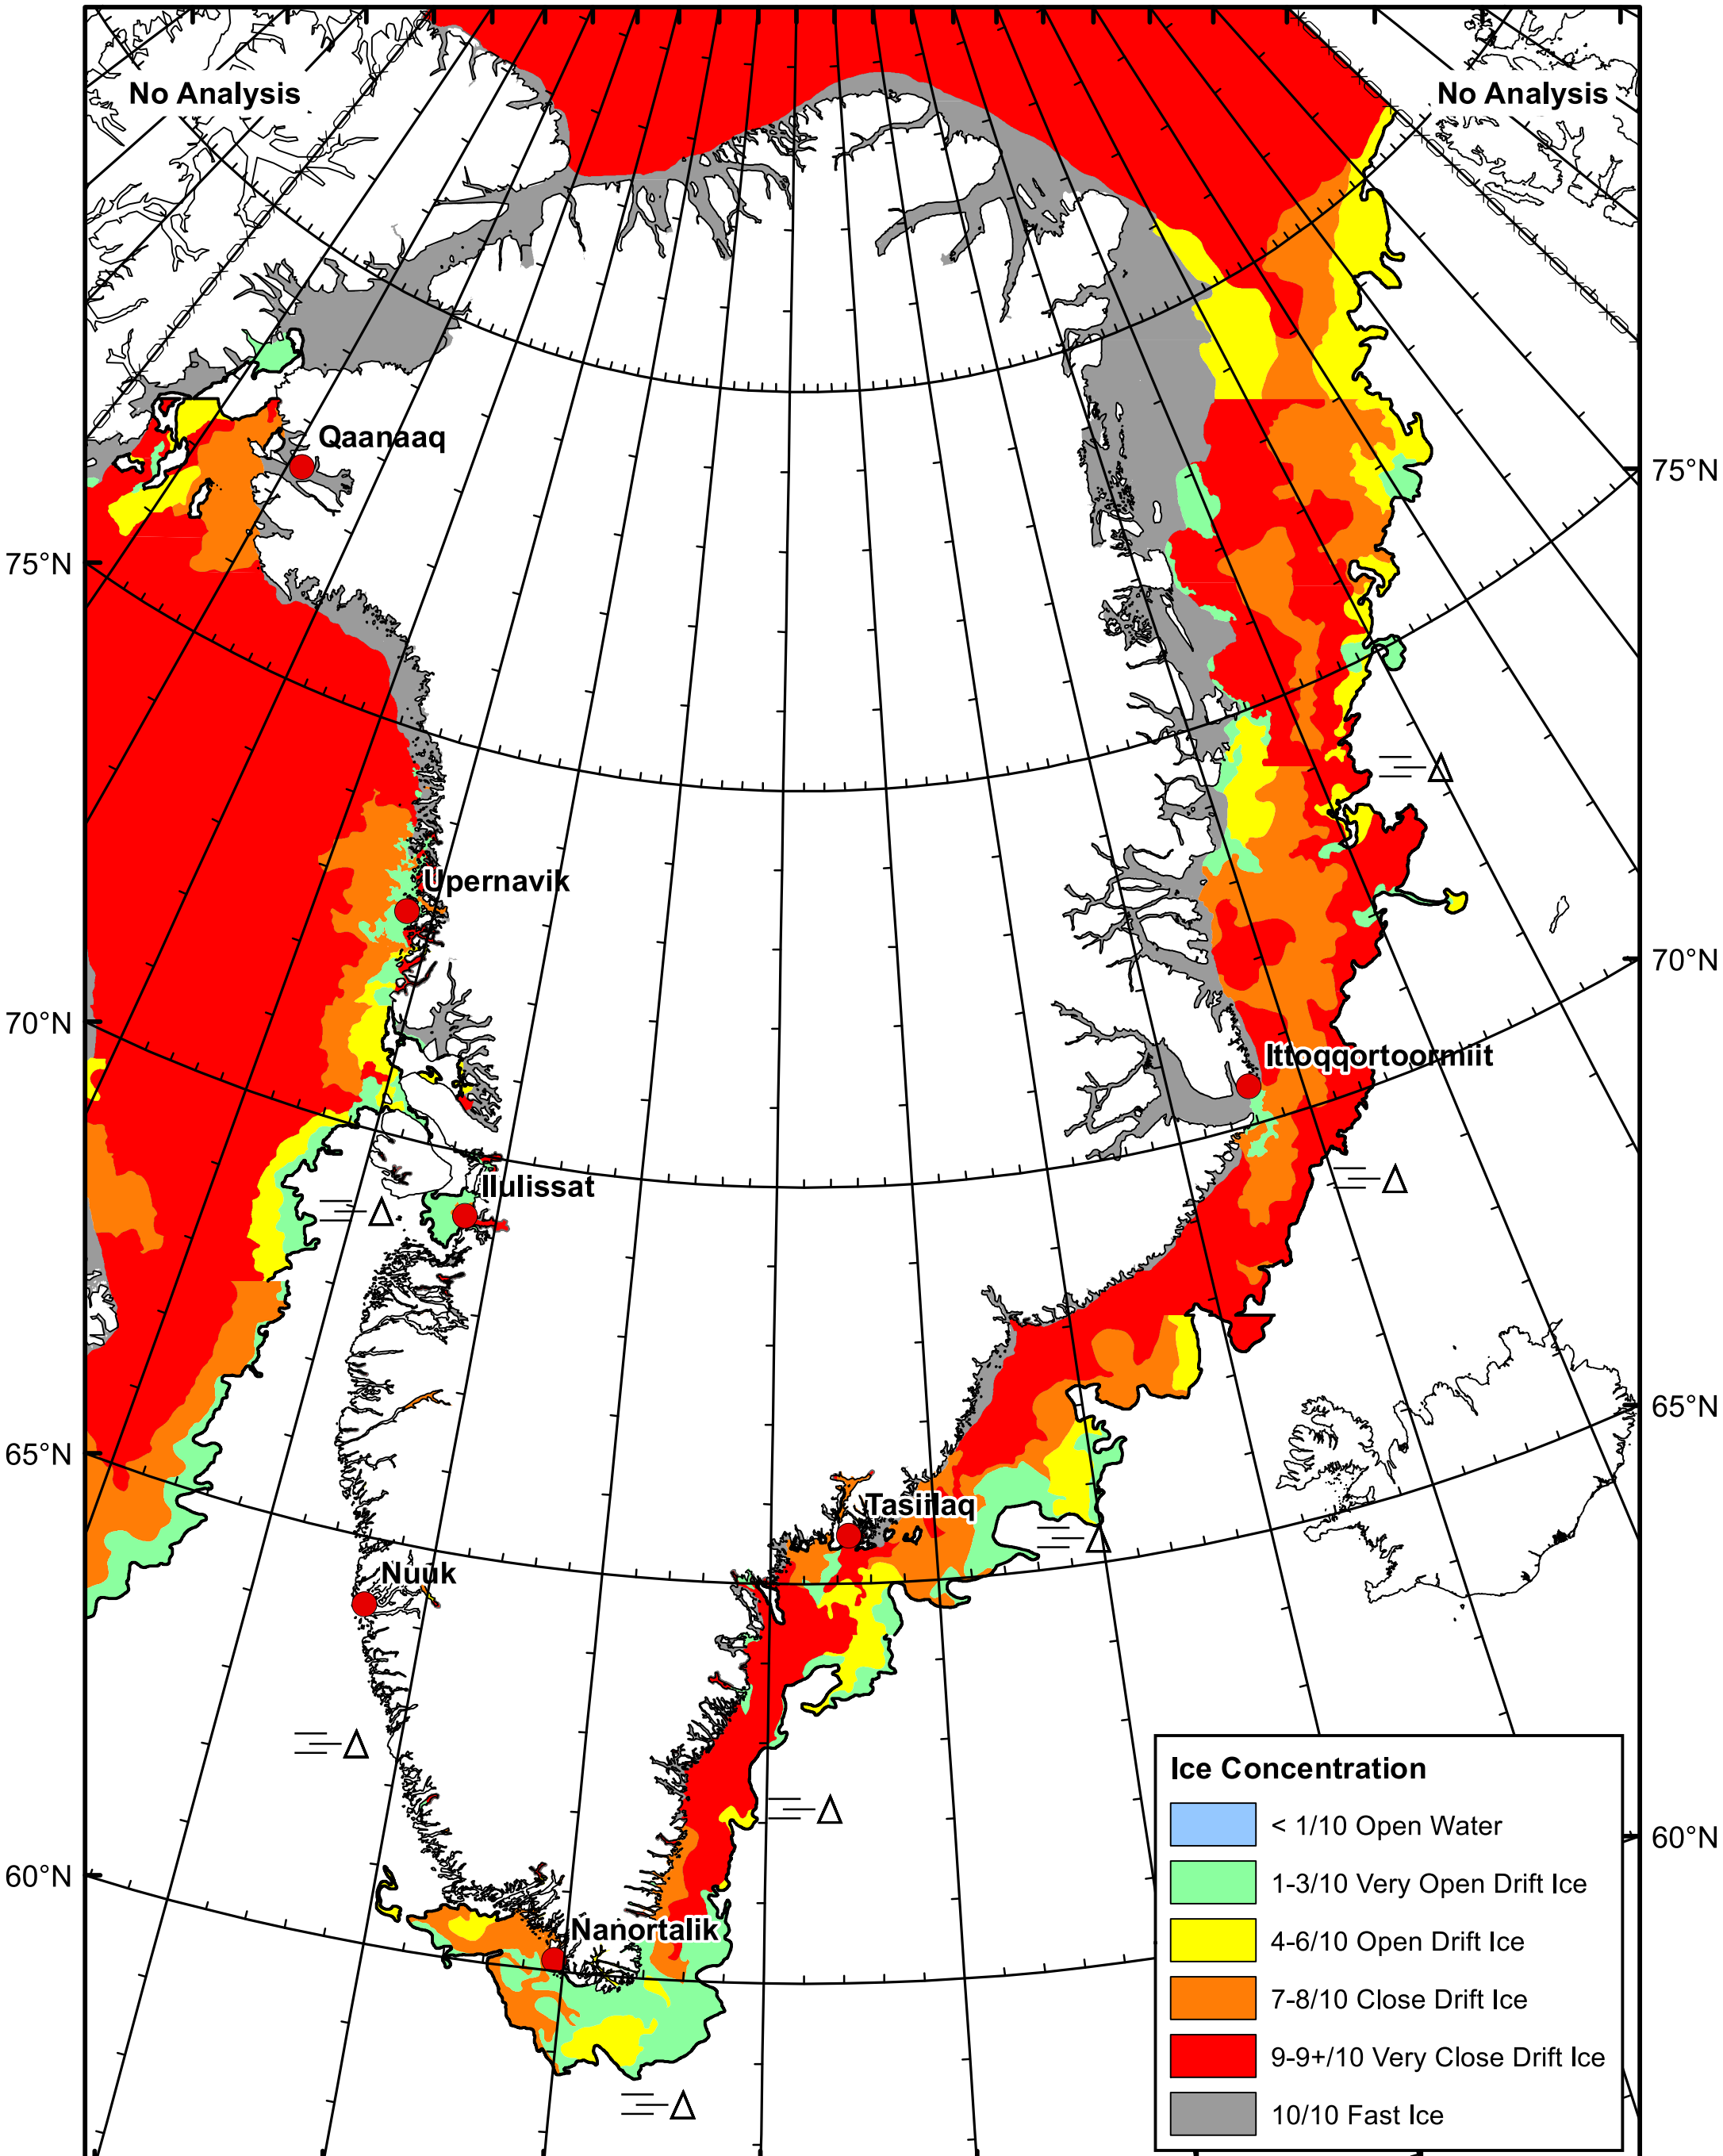 No Analysis
No Analysis
Qaanaaq
75°N
75°N
Upernavik
70°N
70°N
Ittoqqortoormiit
Ilulissat
65°N
65°N
Tasiilaq
Nuuk
60°N
60°N
Nanortalik
Ice Concentration
< 1/10 Open Water
1-3/10 Very Open Drift Ice
4-6/10 Open Drift Ice
7-8/10 Close Drift Ice
9-9+/10 Very Close Drift Ice
10/10 Fast Ice